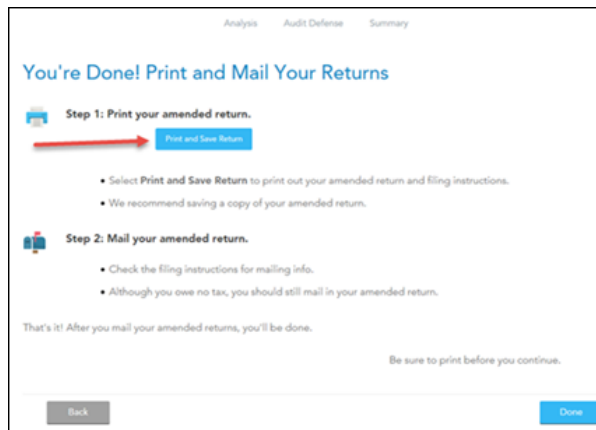 Analysis Audit Defense Summary
You're Done! Print and Mail Your Returns
Step 1: Print your amended return.
Print and Save Return
• Select Print and Save Return to print out your amended return and filing instructions.
• We recommend saving a copy of your amended return.
Step 2: Mail your amended return.
• Check the filing instructions for mailing info.
• Although you owe no tax, you should still mail in your amended return.
That's it! After you mail your amended returns, you'll be done.
Be sure to print before you continue.
Back Done